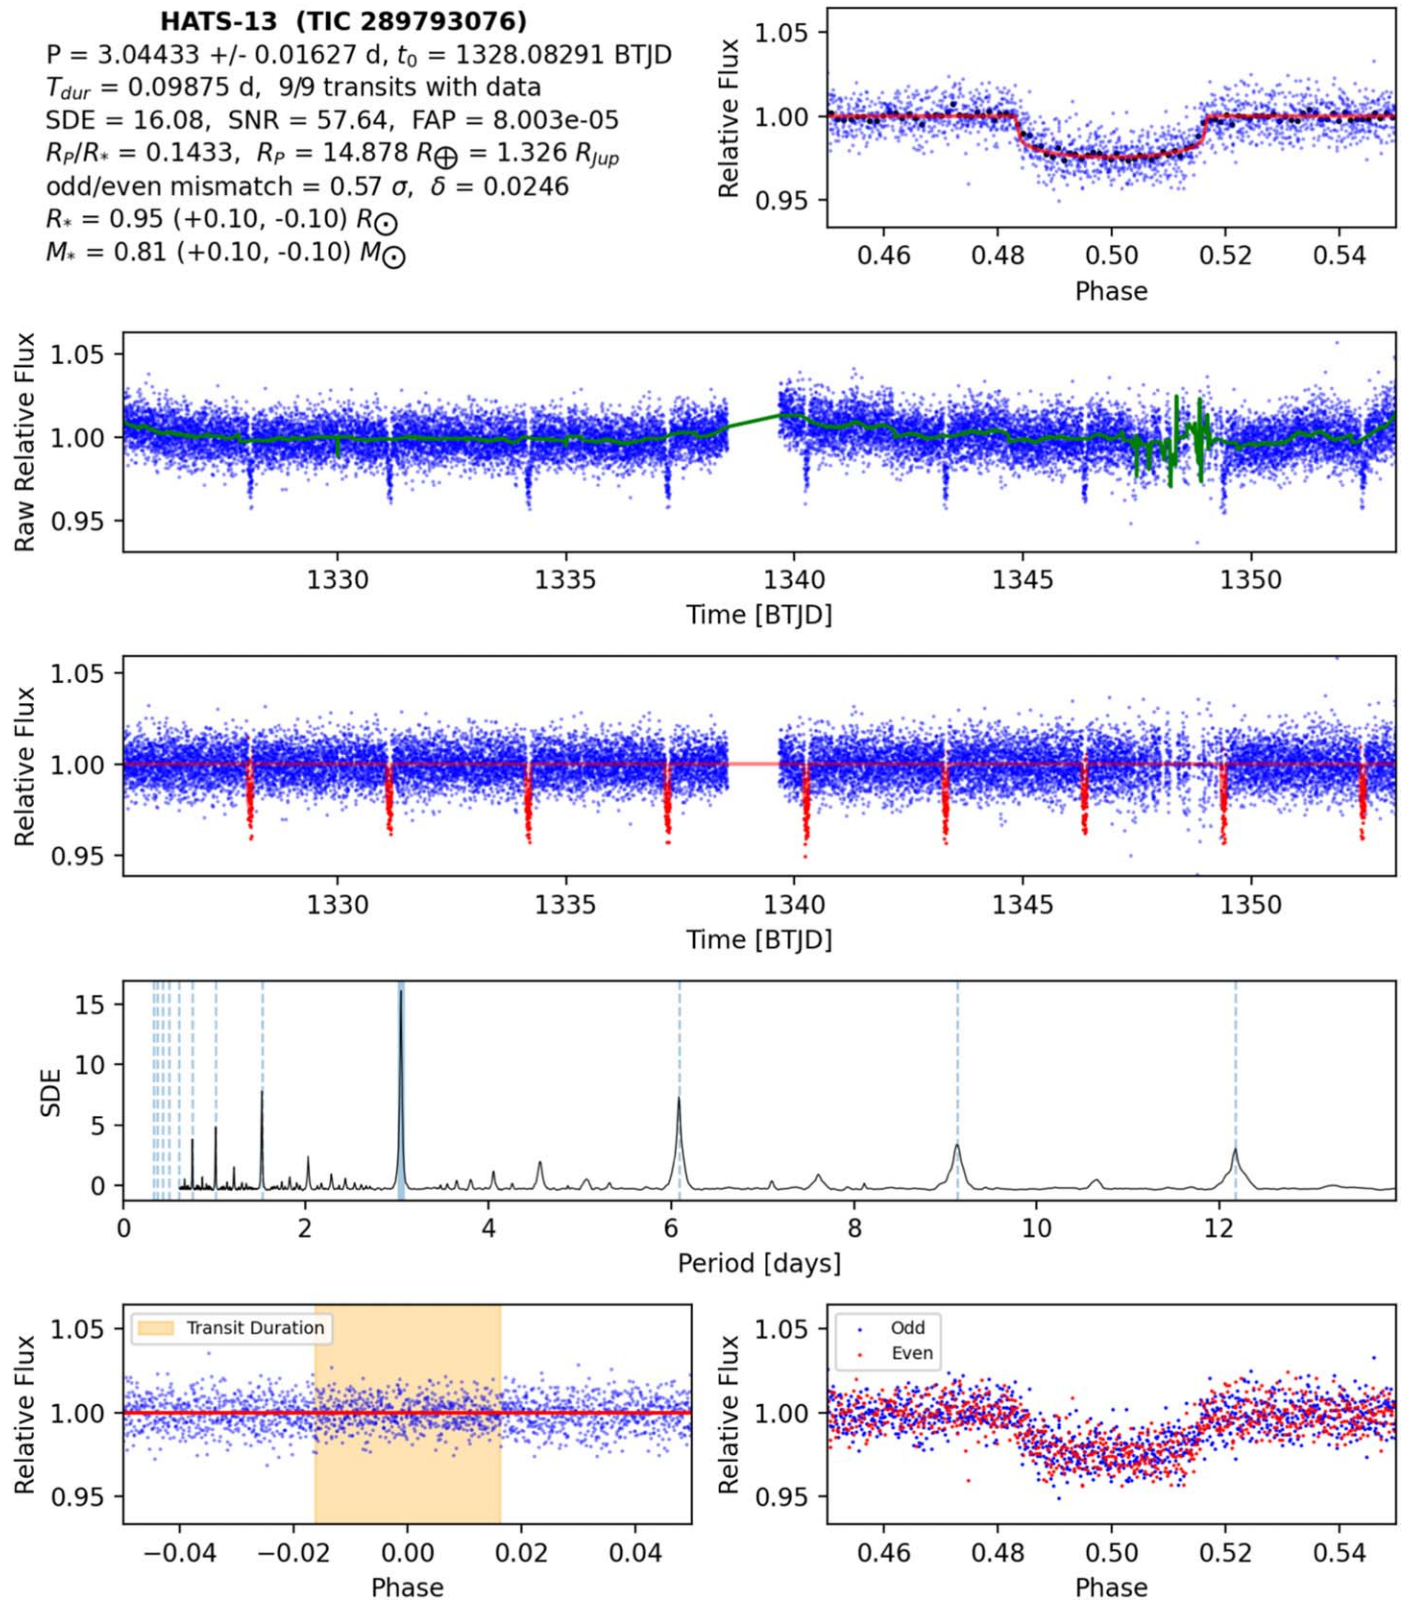 HATS-13 (TIC 289793076)
P = 3.04433 +/- 0.01627 d, t₀ = 1328.08291 BTJD
T_dur = 0.09875 d, 9/9 transits with data
SDE = 16.08, SNR = 57.64, FAP = 8.003e-05
R_P/R_* = 0.1433, R_P = 14.878 R⊕ = 1.326 R_Jup
odd/even mismatch = 0.57 σ, δ = 0.0246
R_* = 0.95 (+0.10, -0.10) R⊙
M_* = 0.81 (+0.10, -0.10) M⊙
Relative Flux
1.05
1.00
0.95
0.46 0.48 0.50 0.52 0.54
Phase
Raw Relative Flux
1.05
1.00
0.95
1330 1335 1340 1345 1350
Time [BTJD]
Relative Flux
1.05
1.00
0.95
1330 1335 1340 1345 1350
Time [BTJD]
SDE
15
10
5
0
0 2 4 6 8 10 12
Period [days]
Relative Flux
1.05
1.00
0.95
Transit Duration
−0.04 −0.02 0.00 0.02 0.04
Phase
Relative Flux
1.05
1.00
0.95
Odd
Even
0.46 0.48 0.50 0.52 0.54
Phase